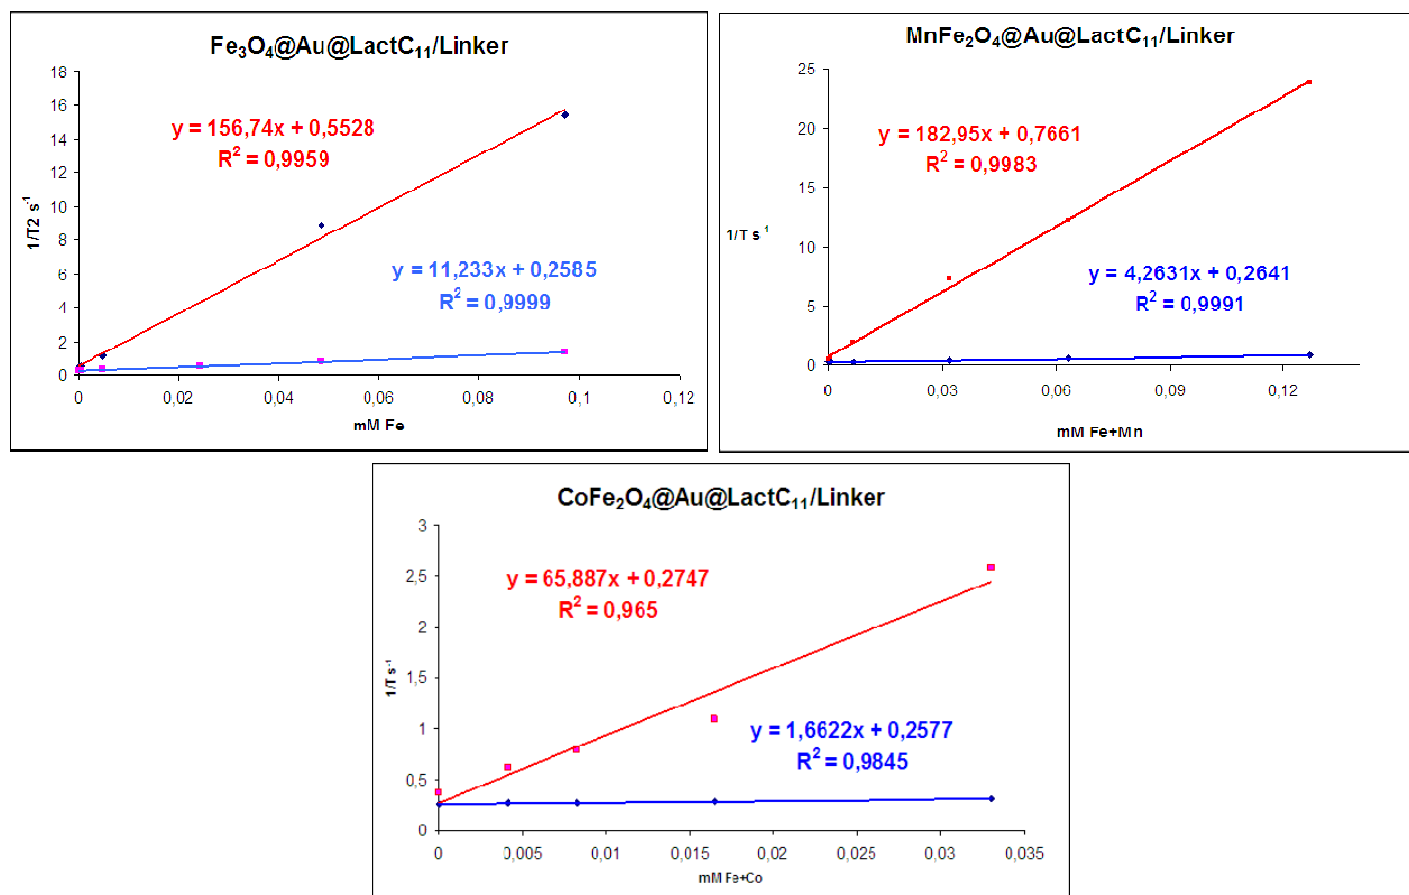 Fe₃O₄@Au@LactC₁₁/Linker
18
16
14
12
10
8
6
4
2
0
1/T2 s⁻¹
y = 156,74x + 0,5528
R² = 0,9959
y = 11,233x + 0,2585
R² = 0,9999
0 0,02 0,04 0,06 0,08 0,1 0,12
mM Fe
MnFe₂O₄@Au@LactC₁₁/Linker
25
20
15
10
5
0
1/T s⁻¹
y = 182,95x + 0,7661
R² = 0,9983
y = 4,2631x + 0,2641
R² = 0,9991
0 0,03 0,06 0,09 0,12
mM Fe+Mn
CoFe₂O₄@Au@LactC₁₁/Linker
3
2,5
2
1,5
1
0,5
0
1/T s⁻¹
y = 65,887x + 0,2747
R² = 0,965
y = 1,6622x + 0,2577
R² = 0,9845
0 0,005 0,01 0,015 0,02 0,025 0,03 0,035
mM Fe+Co